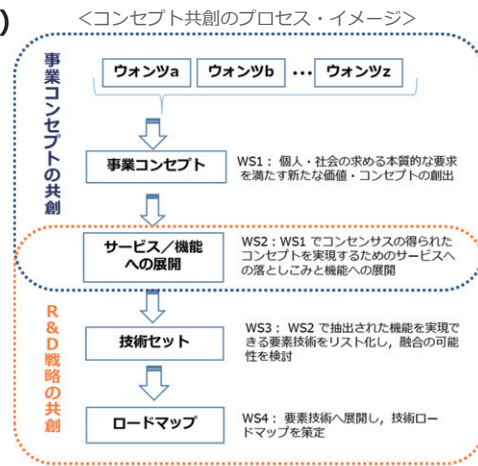 )
<コンセプト共創のプロセス・イメージ>
事業コンセプトの共創
ウォンツa ウォンツb ••• ウォンツz
事業コンセプト
WS1: 個人・社会の求める本質的な要求
を満たす新たな価値・コンセプトの創出
サービス/機能
への展開
WS2:WS1 でコンセンサスの得られた
コンセプトを実現するためのサービスへ
の落としこみと機能への展開
R&D戦略の共創
技術セット
WS3: WS2 で抽出された機能を実現で
きる要素技術をリスト化し,融合の可能
性を検討
ロードマップ
WS4: 要素技術へ展開し,技術ロー
ドマップを策定